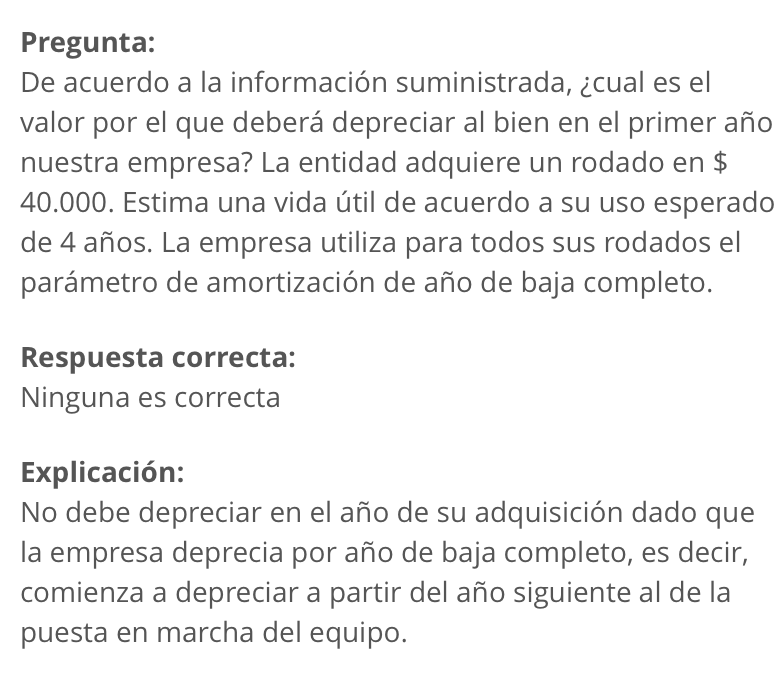 Pregunta:
De acuerdo a la información suministrada, ¿cual es el
valor por el que deberá depreciar al bien en el primer año
nuestra empresa? La entidad adquiere un rodado en $
40.000. Estima una vida útil de acuerdo a su uso esperado
de 4 años. La empresa utiliza para todos sus rodados el
parámetro de amortización de año de baja completo.
Respuesta correcta:
Ninguna es correcta
Explicación:
No debe depreciar en el año de su adquisición dado que
la empresa deprecia por año de baja completo, es decir,
comienza a depreciar a partir del año siguiente al de la
puesta en marcha del equipo.